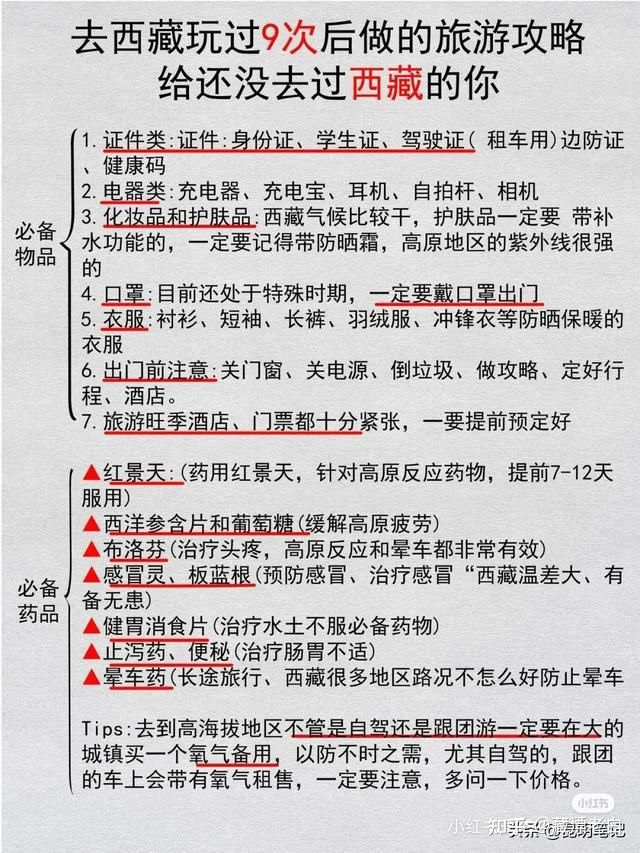 去西藏玩过9次后做的旅游攻略
给还没去过西藏的你
必备
物品
1. 证件类:证件:身份证、学生证、驾驶证( 租车用)边防证
、健康码
2. 电器类:充电器、充电宝、耳机、自拍杆、相机
3. 化妆品和护肤品:西藏气候比较干，护肤品一定要 带补
水功能的，一定要记得带防晒霜，高原地区的紫外线很强
的
4. 口罩:目前还处于特殊时期，一定要戴口罩出门
5. 衣服:衬衫、短袖、长裤、羽绒服、冲锋衣等防晒保暖的
衣服
6. 出门前注意:关门窗、关电源、倒垃圾、做攻略、定好行
程、酒店。
7. 旅游旺季酒店、门票都十分紧张，一要提前预定好
必备
药品
▲红景天:(药用红景天，针对高原反应药物，提前7-12天
服用)
▲西洋参含片和葡萄糖(缓解高原疲劳)
▲布洛芬(治疗头疼，高原反应和晕车都非常有效)
▲感冒灵、板蓝根(预防感冒、治疗感冒“西藏温差大、有
备无患)
▲健胃消食片(治疗水土不服必备药物)
▲止泻药、便秘(治疗肠胃不适)
▲晕车药(长途旅行、西藏很多地区路况不怎么好防止晕车
Tips:去到高海拔地区不管是自驾还是跟团游一定要在大的
城镇买一个氧气备用，以防不时之需，尤其自驾的，跟团
的车上会带有氧气租售，一定要注意，多问一下价格。
小红书